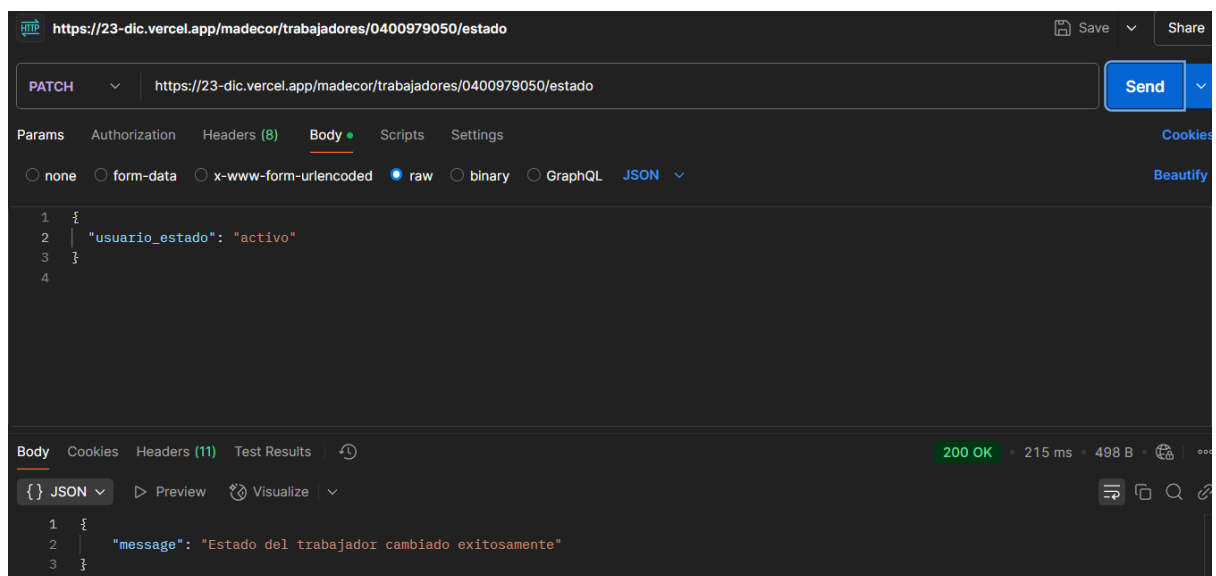 HTTP https://23-dic.vercel.app/madecor/trabajadores/0400979050/estado Save Share
PATCH https://23-dic.vercel.app/madecor/trabajadores/0400979050/estado Send
Params Authorization Headers (8) Body Scripts Settings Cookies
none form-data x-www-form-urlencoded raw binary GraphQL JSON Beautify
1 {
2 "usuario_estado": "activo"
3 }
4
Body Cookies Headers (11) Test Results 200 OK • 215 ms • 498 B
{} JSON Preview Visualize
1 {
2 "message": "Estado del trabajador cambiado exitosamente"
3 }